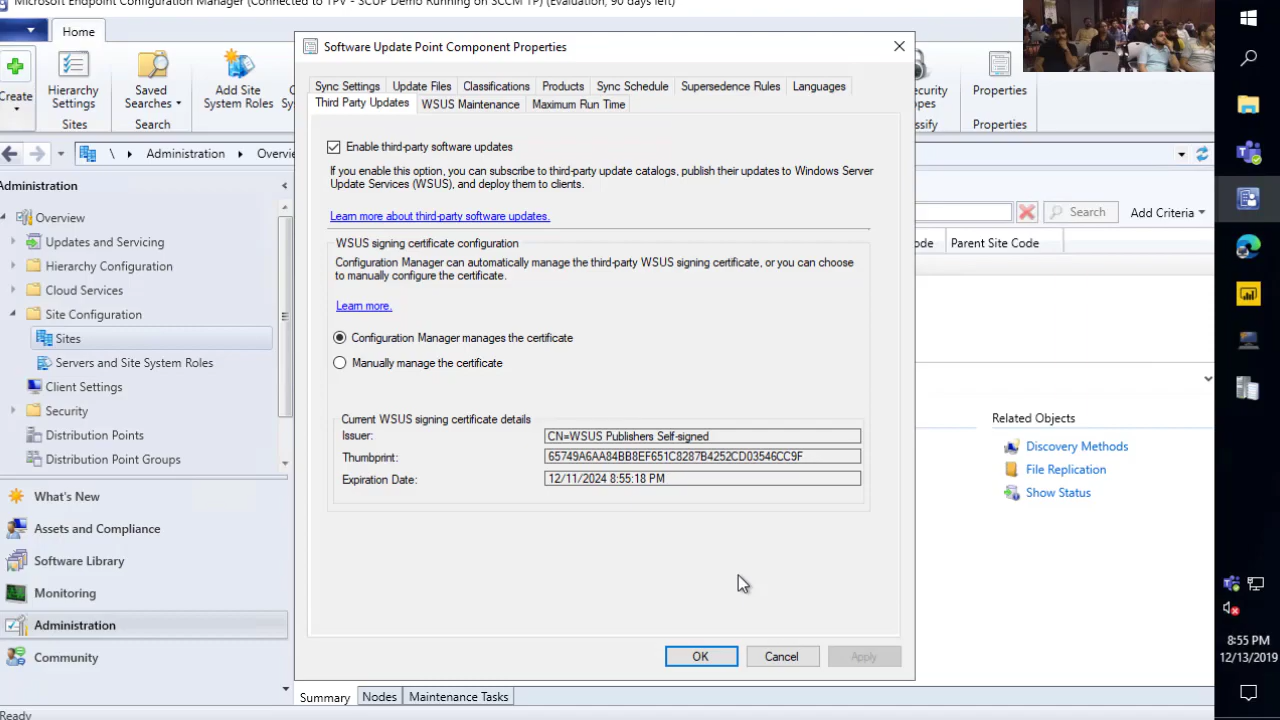 Microsoft Endpoint Configuration Manager (Connected to TPV - SCUP Demo Running on SCCM TP) (Evaluation, 90 days left)
Home
Create
Hierarchy Settings
Sites
Saved Searches
Search
Add Site System Roles
Properties
Properties
Administration
Overvie
Administration
Overview
Updates and Servicing
Hierarchy Configuration
Cloud Services
Site Configuration
Sites
Servers and Site System Roles
Client Settings
Security
Distribution Points
Distribution Point Groups
What's New
Assets and Compliance
Software Library
Monitoring
Administration
Community
Ready
Software Update Point Component Properties
Sync Settings Update Files Classifications Products Sync Schedule Supersedence Rules Languages
Third Party Updates WSUS Maintenance Maximum Run Time
Enable third-party software updates
If you enable this option, you can subscribe to third-party update catalogs, publish their updates to Windows Server
Update Services (WSUS), and deploy them to clients.
Learn more about third-party software updates.
WSUS signing certificate configuration
Configuration Manager can automatically manage the third-party WSUS signing certificate, or you can choose
to manually configure the certificate.
Learn more.
Configuration Manager manages the certificate
Manually manage the certificate
Current WSUS signing certificate details
Issuer: CN=WSUS Publishers Self-signed
Thumbprint: 65749A6AA84BB8EF651C8287B4252CD03546CC9F
Expiration Date: 12/11/2024 8:55:18 PM
OK Cancel Apply
Search
Add Criteria
ode Parent Site Code
Related Objects
Discovery Methods
File Replication
Show Status
Summary Nodes Maintenance Tasks
8:55 PM
12/13/2019